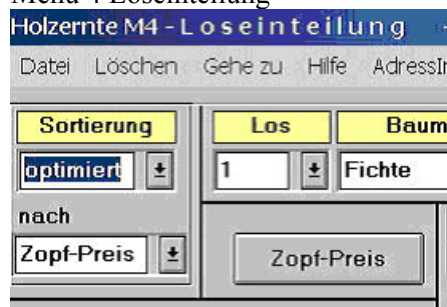 Holzernte M4 - Loseinteilung
Datei Löschen Gehe zu Hilfe
Sortierung Los
optimiert 1 Fichte
nach
Zopf-Preis Zopf-Preis